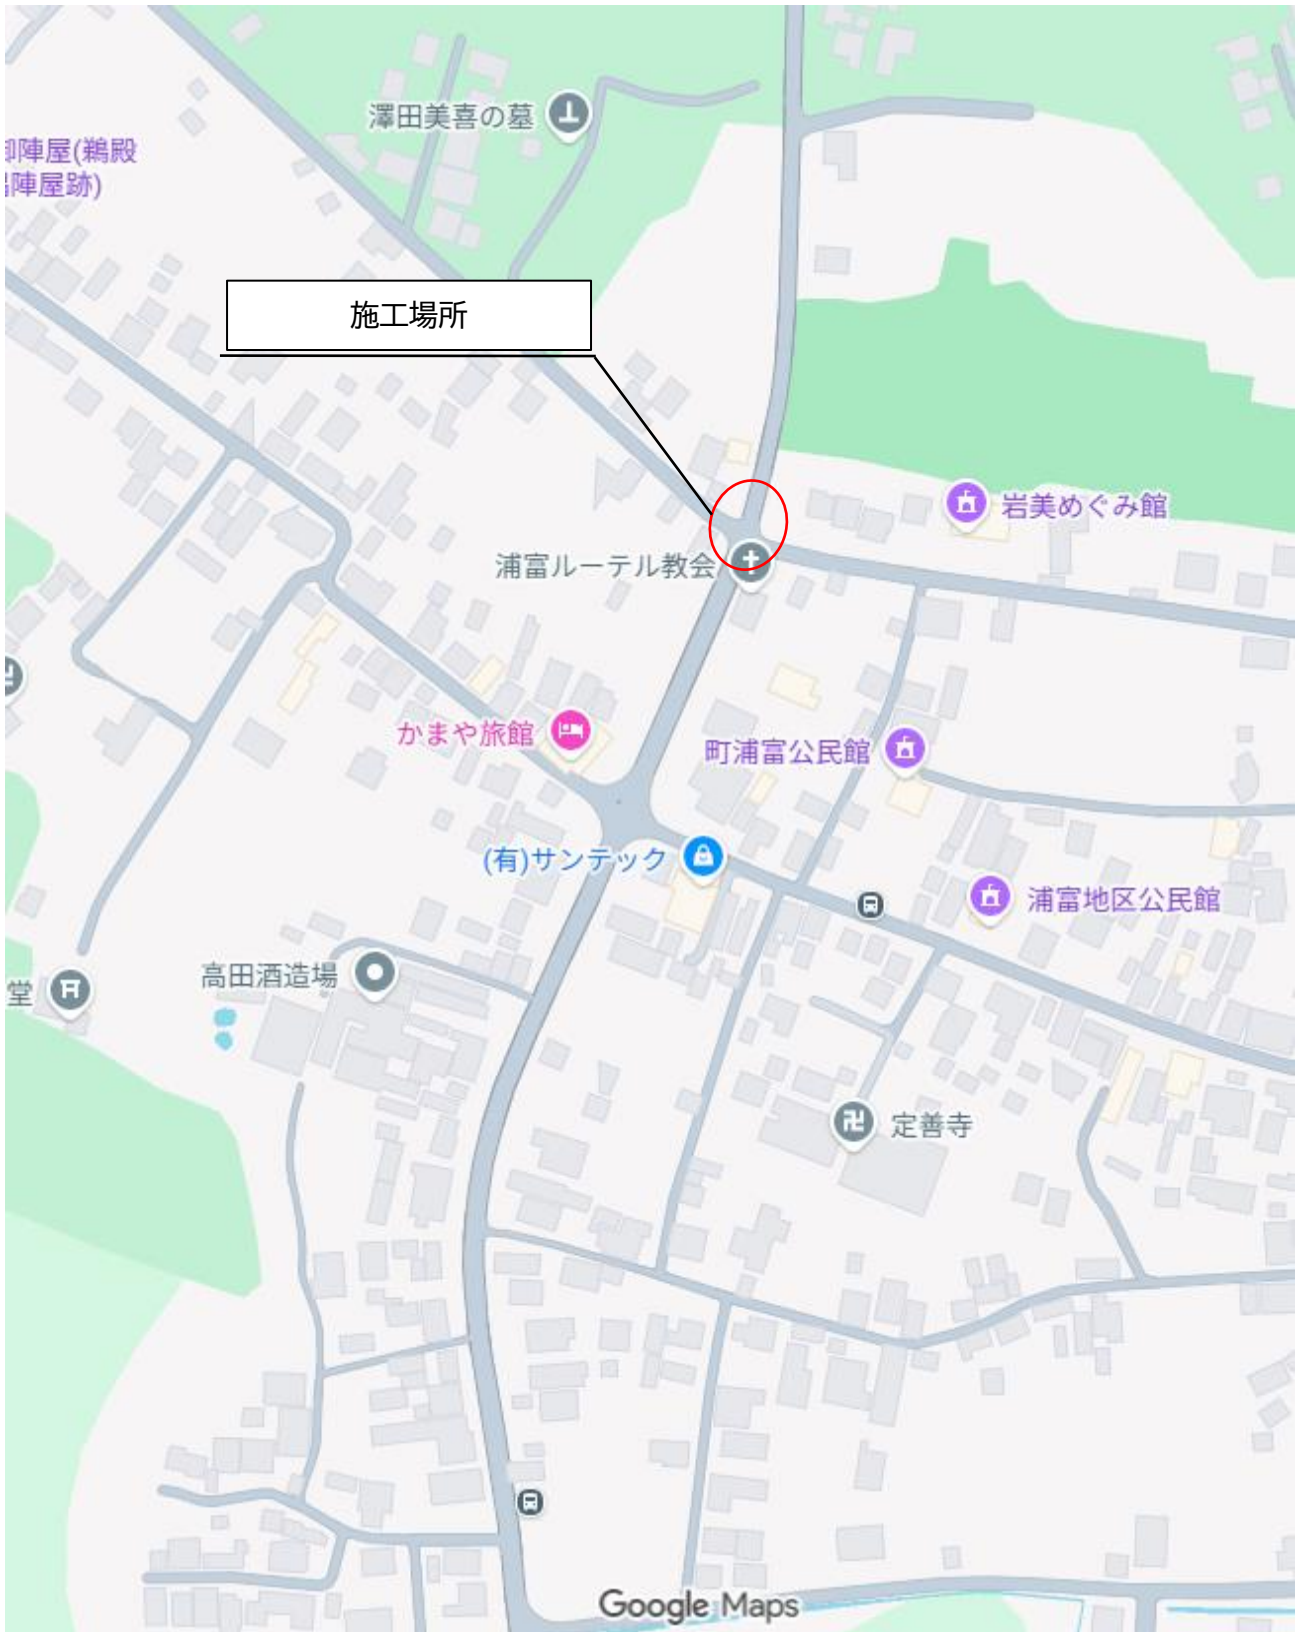 澤田美喜の墓
御陣屋(鵜殿
陣屋跡)
施工場所
岩美めぐみ館
浦富ルーテル教会
かまや旅館
町浦富公民館
(有)サンテック
浦富地区公民館
高田酒造場
堂
定善寺
Google Maps